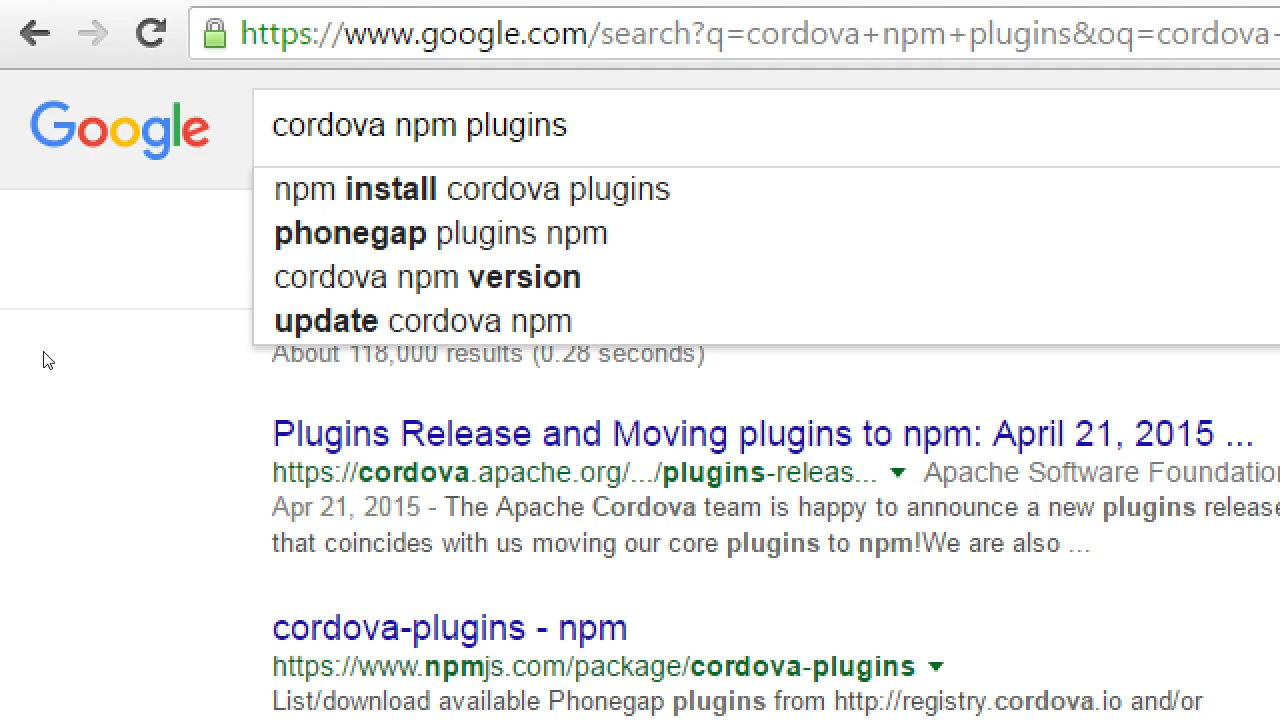 https://www.google.com/search?q=cordova+npm+plugins&oq=cordova-
Google
cordova npm plugins
npm install cordova plugins
phonegap plugins npm
cordova npm version
update cordova npm
About 118,000 results (0.28 seconds)
Plugins Release and Moving plugins to npm: April 21, 2015 ...
https://cordova.apache.org/.../plugins-releas... Apache Software Foundation
Apr 21, 2015 - The Apache Cordova team is happy to announce a new plugins release
that coincides with us moving our core plugins to npm!We are also ...
cordova-plugins - npm
https://www.npmjs.com/package/cordova-plugins
List/download available Phonegap plugins from http://registry.cordova.io and/or